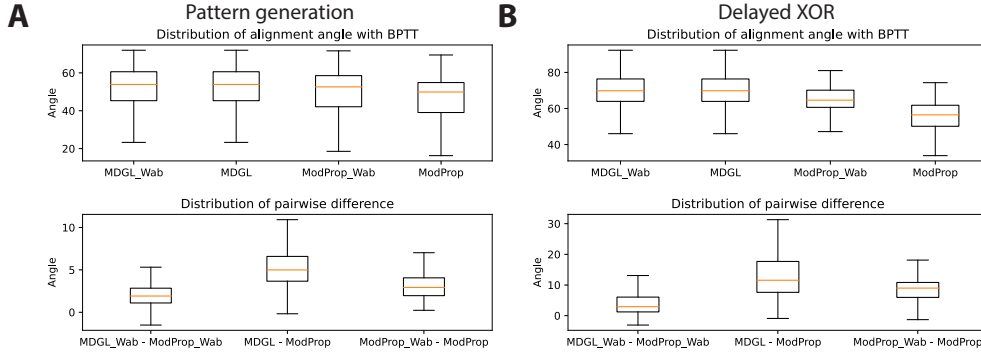 A
Pattern generation
Distribution of alignment angle with BPTT
Angle
60
40
20
MDGL_Wab MDGL ModProp_Wab ModProp
Distribution of pairwise difference
Angle
10
5
0
MDGL_Wab - ModProp_Wab MDGL - ModProp ModProp_Wab - ModProp
B
Delayed XOR
Distribution of alignment angle with BPTT
Angle
80
60
40
MDGL_Wab MDGL ModProp_Wab ModProp
Distribution of pairwise difference
Angle
30
20
10
0
MDGL_Wab - ModProp_Wab MDGL - ModProp ModProp_Wab - ModProp